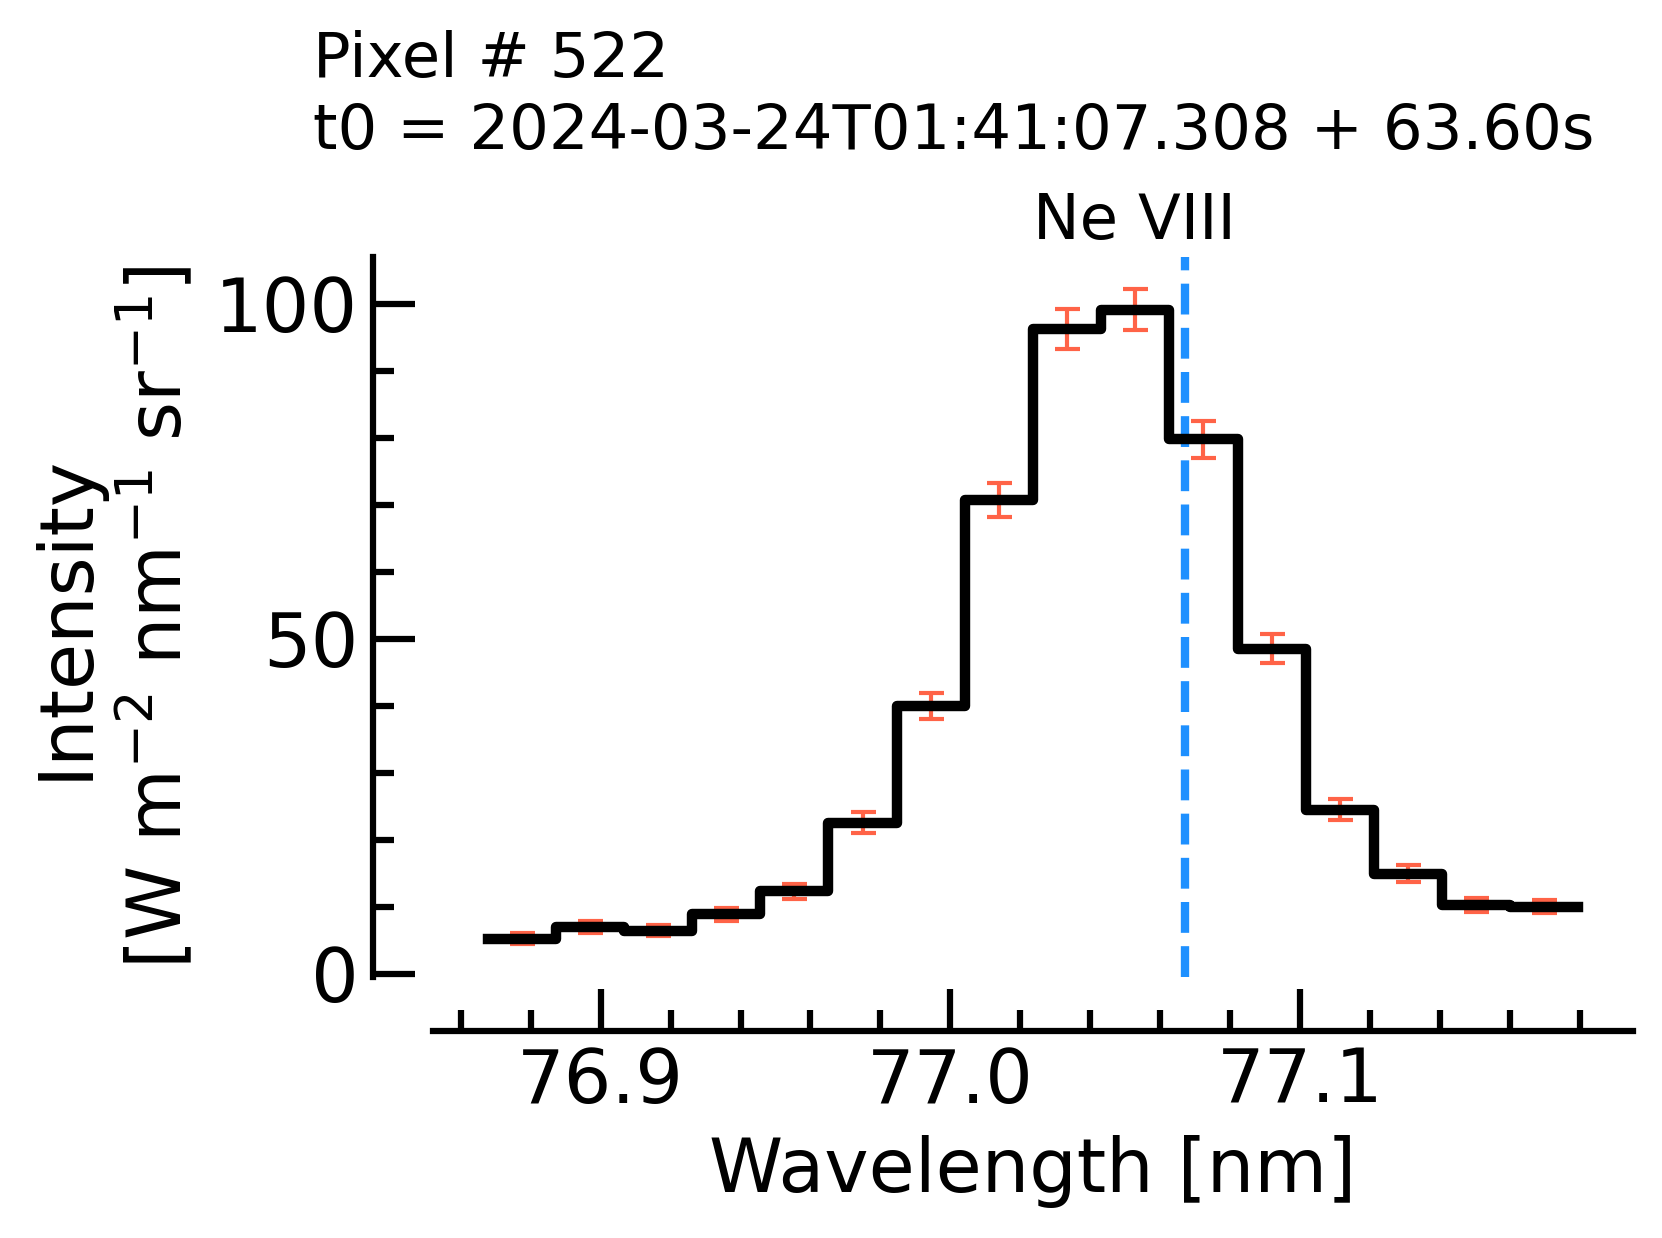 Pixel # 522
t0 = 2024-03-24T01:41:07.308 + 63.60s
Ne VIII
Intensity
[W m⁻² nm⁻¹ sr⁻¹]
100
50
0
76.9 77.0 77.1
Wavelength [nm]